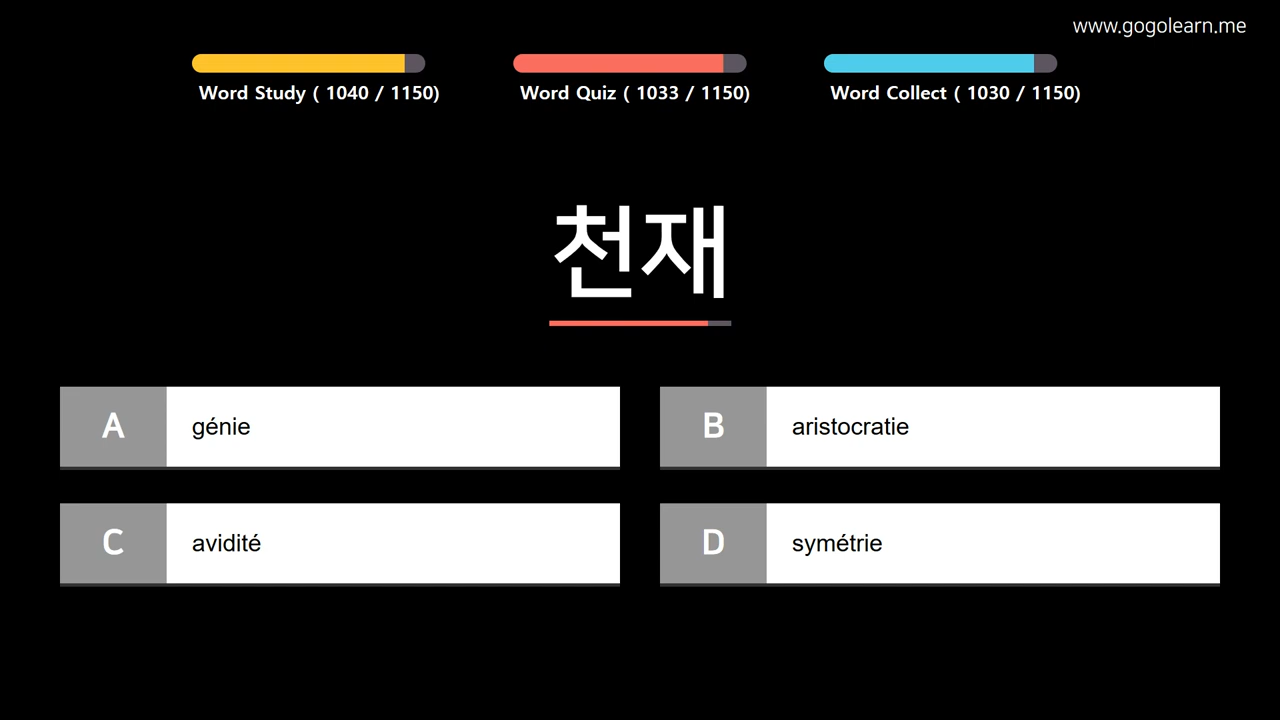 www.gogolearn.me
Word Study ( 1040 / 1150)
Word Quiz ( 1033 / 1150)
Word Collect ( 1030 / 1150)
천재
A génie
B aristocratie
C avidité
D symétrie